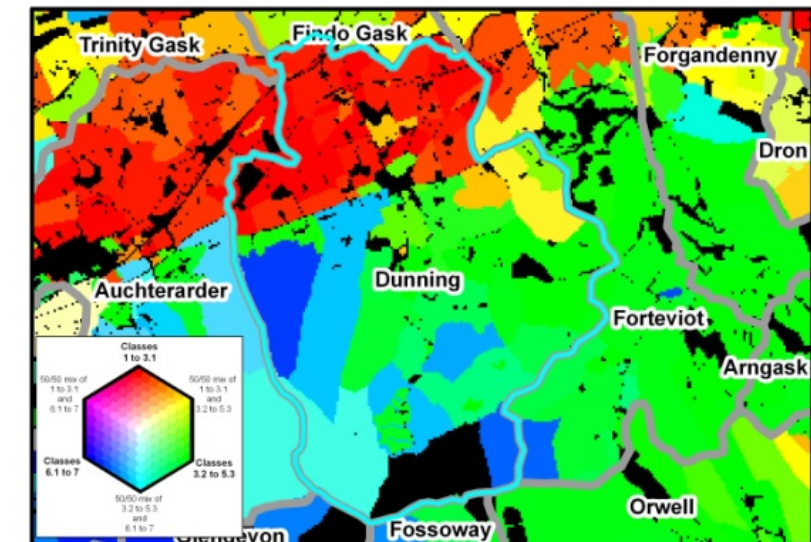 Trinity Gask
Findo Gask
Forgandenny
Dron
Auchterarder
Dunning
Forteviot
Arngask
Classes
1 to 3.1
50/50 mix of
1 to 3.1
and
6.1 to 7
50/50 mix of
1 to 3.1
and
3.2 to 5.3
Classes
6.1 to 7
Classes
3.2 to 5.3
50/50 mix of
3.2 to 5.3
and
6.1 to 7
Orwell
Glendevon
Fossoway